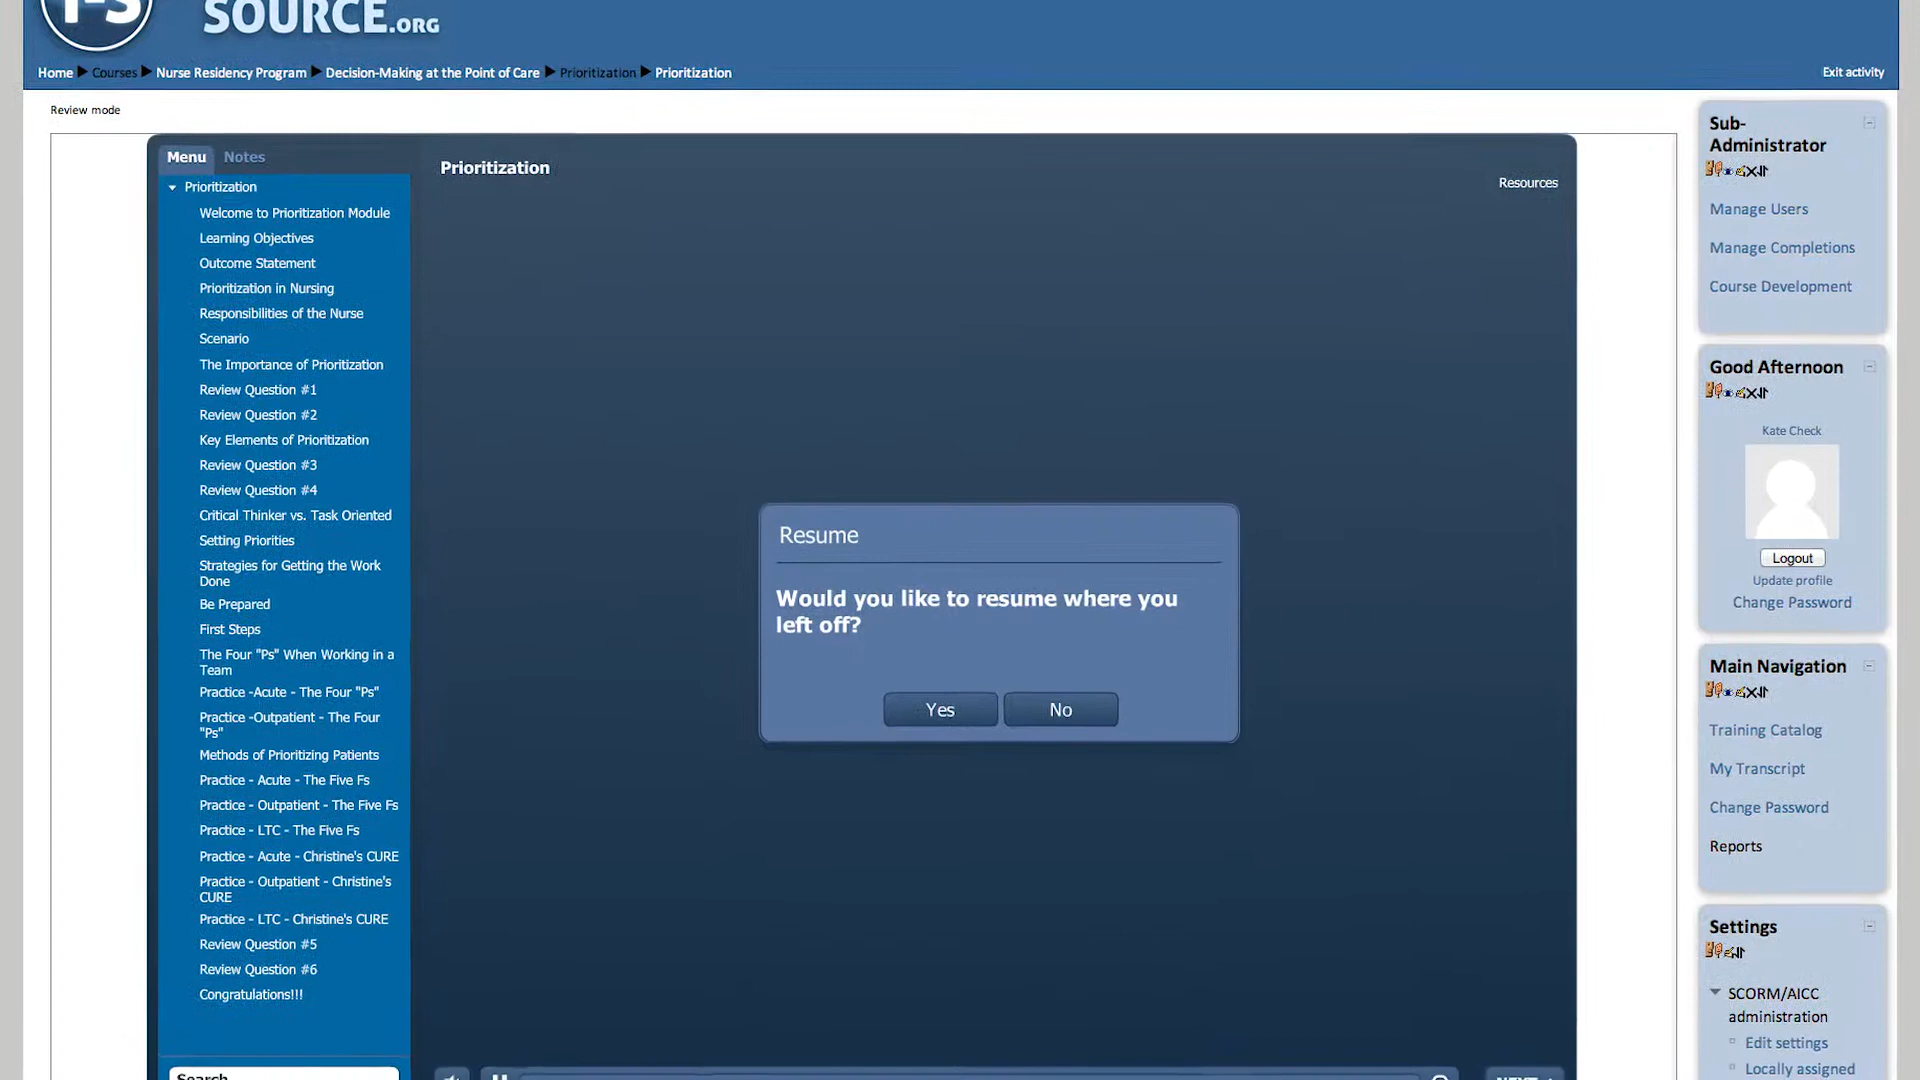 SOURCE.ORG
Home Courses Nurse Residency Program Decision-Making at the Point of Care Prioritization Prioritization
Exit activity
Review mode
Menu Notes
Prioritization
Resources
Prioritization
Welcome to Prioritization Module
Learning Objectives
Outcome Statement
Prioritization in Nursing
Responsibilities of the Nurse
Scenario
The Importance of Prioritization
Review Question #1
Review Question #2
Key Elements of Prioritization
Review Question #3
Review Question #4
Critical Thinker vs. Task Oriented
Setting Priorities
Strategies for Getting the Work
Done
Be Prepared
First Steps
The Four "Ps" When Working in a
Team
Practice -Acute - The Four "Ps"
Practice -Outpatient - The Four
"Ps"
Methods of Prioritizing Patients
Practice - Acute - The Five Fs
Practice - Outpatient - The Five Fs
Practice - LTC - The Five Fs
Practice - Acute - Christine's CURE
Practice - Outpatient - Christine's
CURE
Practice - LTC - Christine's CURE
Review Question #5
Review Question #6
Congratulations!!!
Search
Resume
Would you like to resume where you
left off?
Yes
No
NEXT
Sub-
Administrator
Manage Users
Manage Completions
Course Development
Good Afternoon
Kate Check
Logout
Update profile
Change Password
Main Navigation
Training Catalog
My Transcript
Change Password
Reports
Settings
SCORM/AICC
administration
Edit settings
Locally assigned